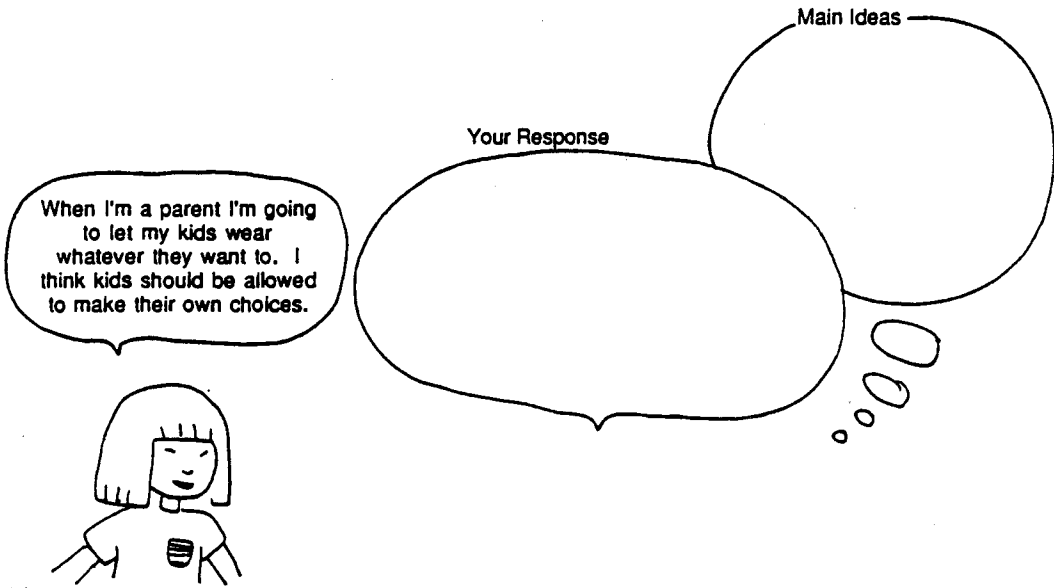 Main Ideas
Your Response
When I'm a parent I'm going
to let my kids wear
whatever they want to. I
think kids should be allowed
to make their own choices.